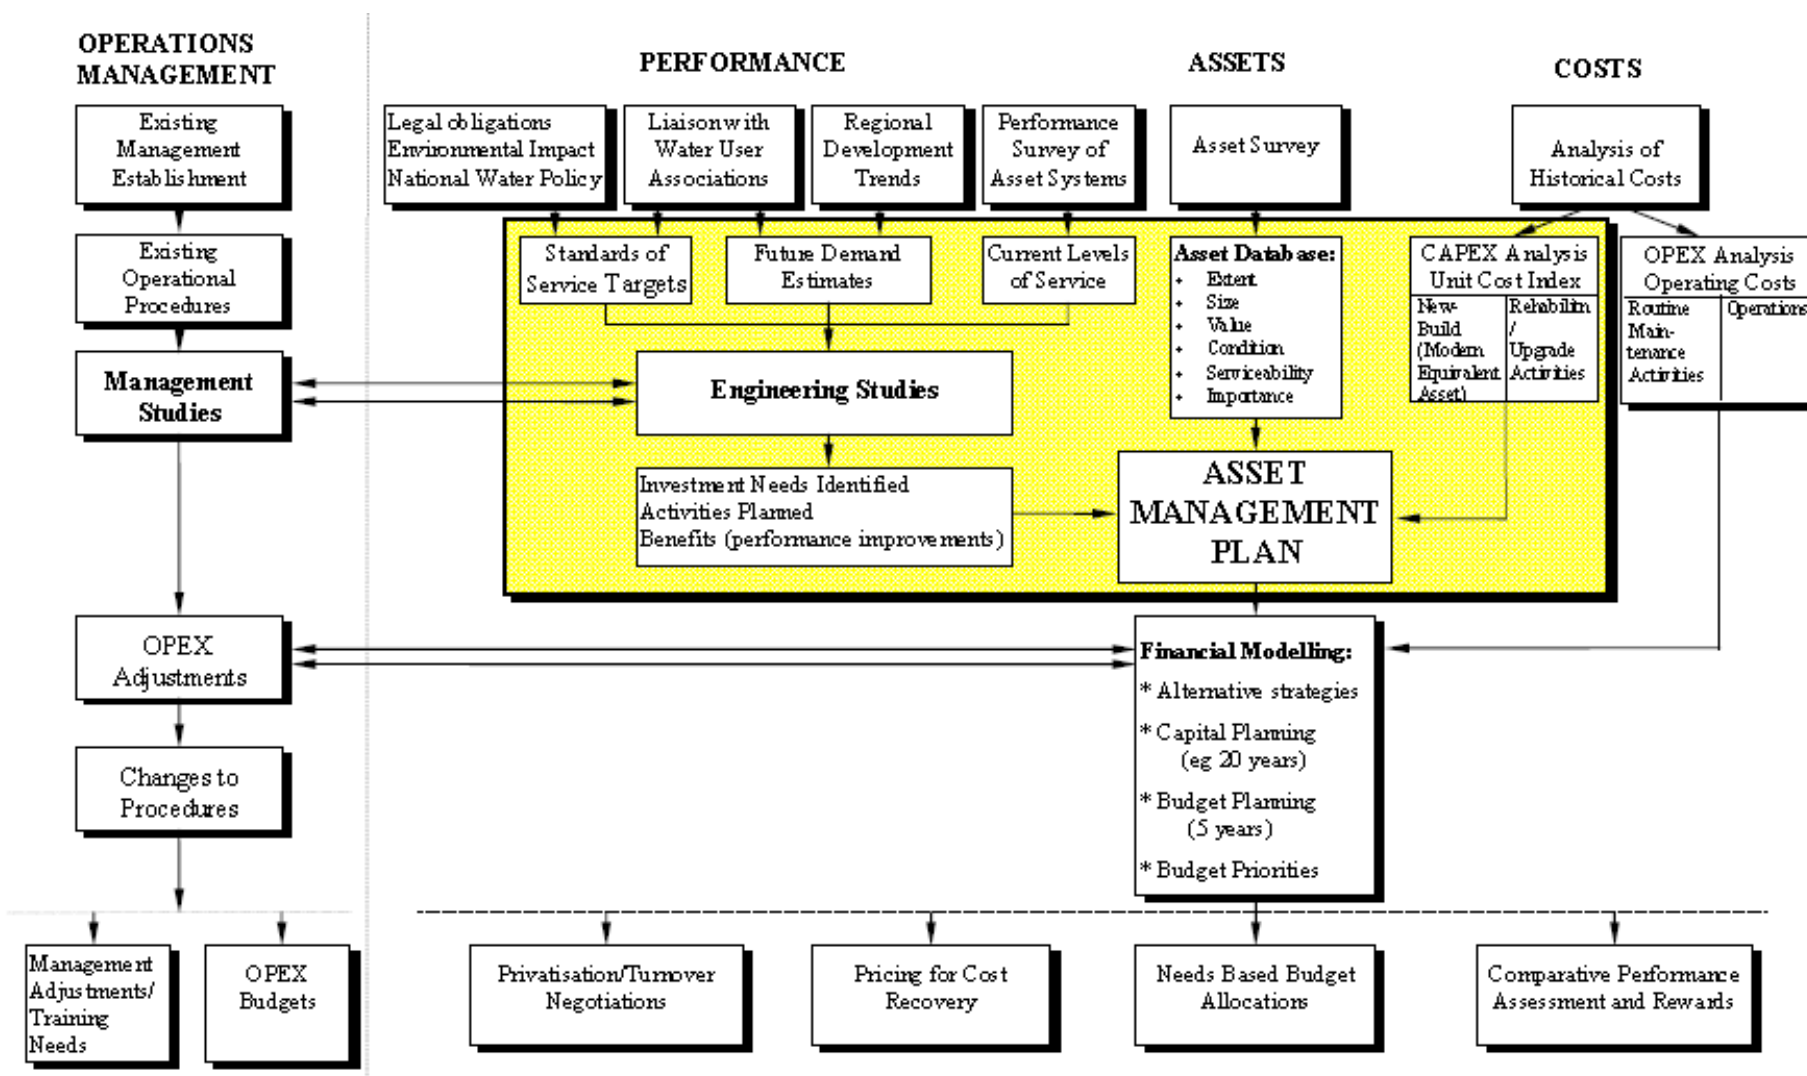 OPERATIONS
MANAGEMENT
PERFORMANCE
ASSETS
COSTS
Existing
Management
Establishment
Legal obligations
Environmental Impact
National Water Policy
Liaison with
Water User
Associations
Regional
Development
Trends
Performance
Survey of
Asset Systems
Asset Survey
Analysis of
Historical Costs
Existing
Operational
Procedures
Standards of
Service Targets
Future Demand
Estimates
Current Levels
of Service
Asset Database:
• Extent
• Size
• Value
• Condition
• Serviceability
• Importance
CAPEX Analysis
Unit Cost Index
New-
Build
(Modern
Equivalent
Asset)
Rehabilitn
/
Upgrade
Activities
OPEX Analysis
Operating Costs
Routine
Main-
tenance
Activities
Operations
Management
Studies
Engineering Studies
Investment Needs Identified
Activities Planned
Benefits (performance improvements)
ASSET
MANAGEMENT
PLAN
OPEX
Adjustments
Financial Modelling:
* Alternative strategies
* Capital Planning
(eg 20 years)
* Budget Planning
(5 years)
* Budget Priorities
Changes to
Procedures
Management
Adjustments/
Training
Needs
OPEX
Budgets
Privatisation/Turnover
Negotiations
Pricing for Cost
Recovery
Needs Based Budget
Allocations
Comparative Performance
Assessment and Rewards